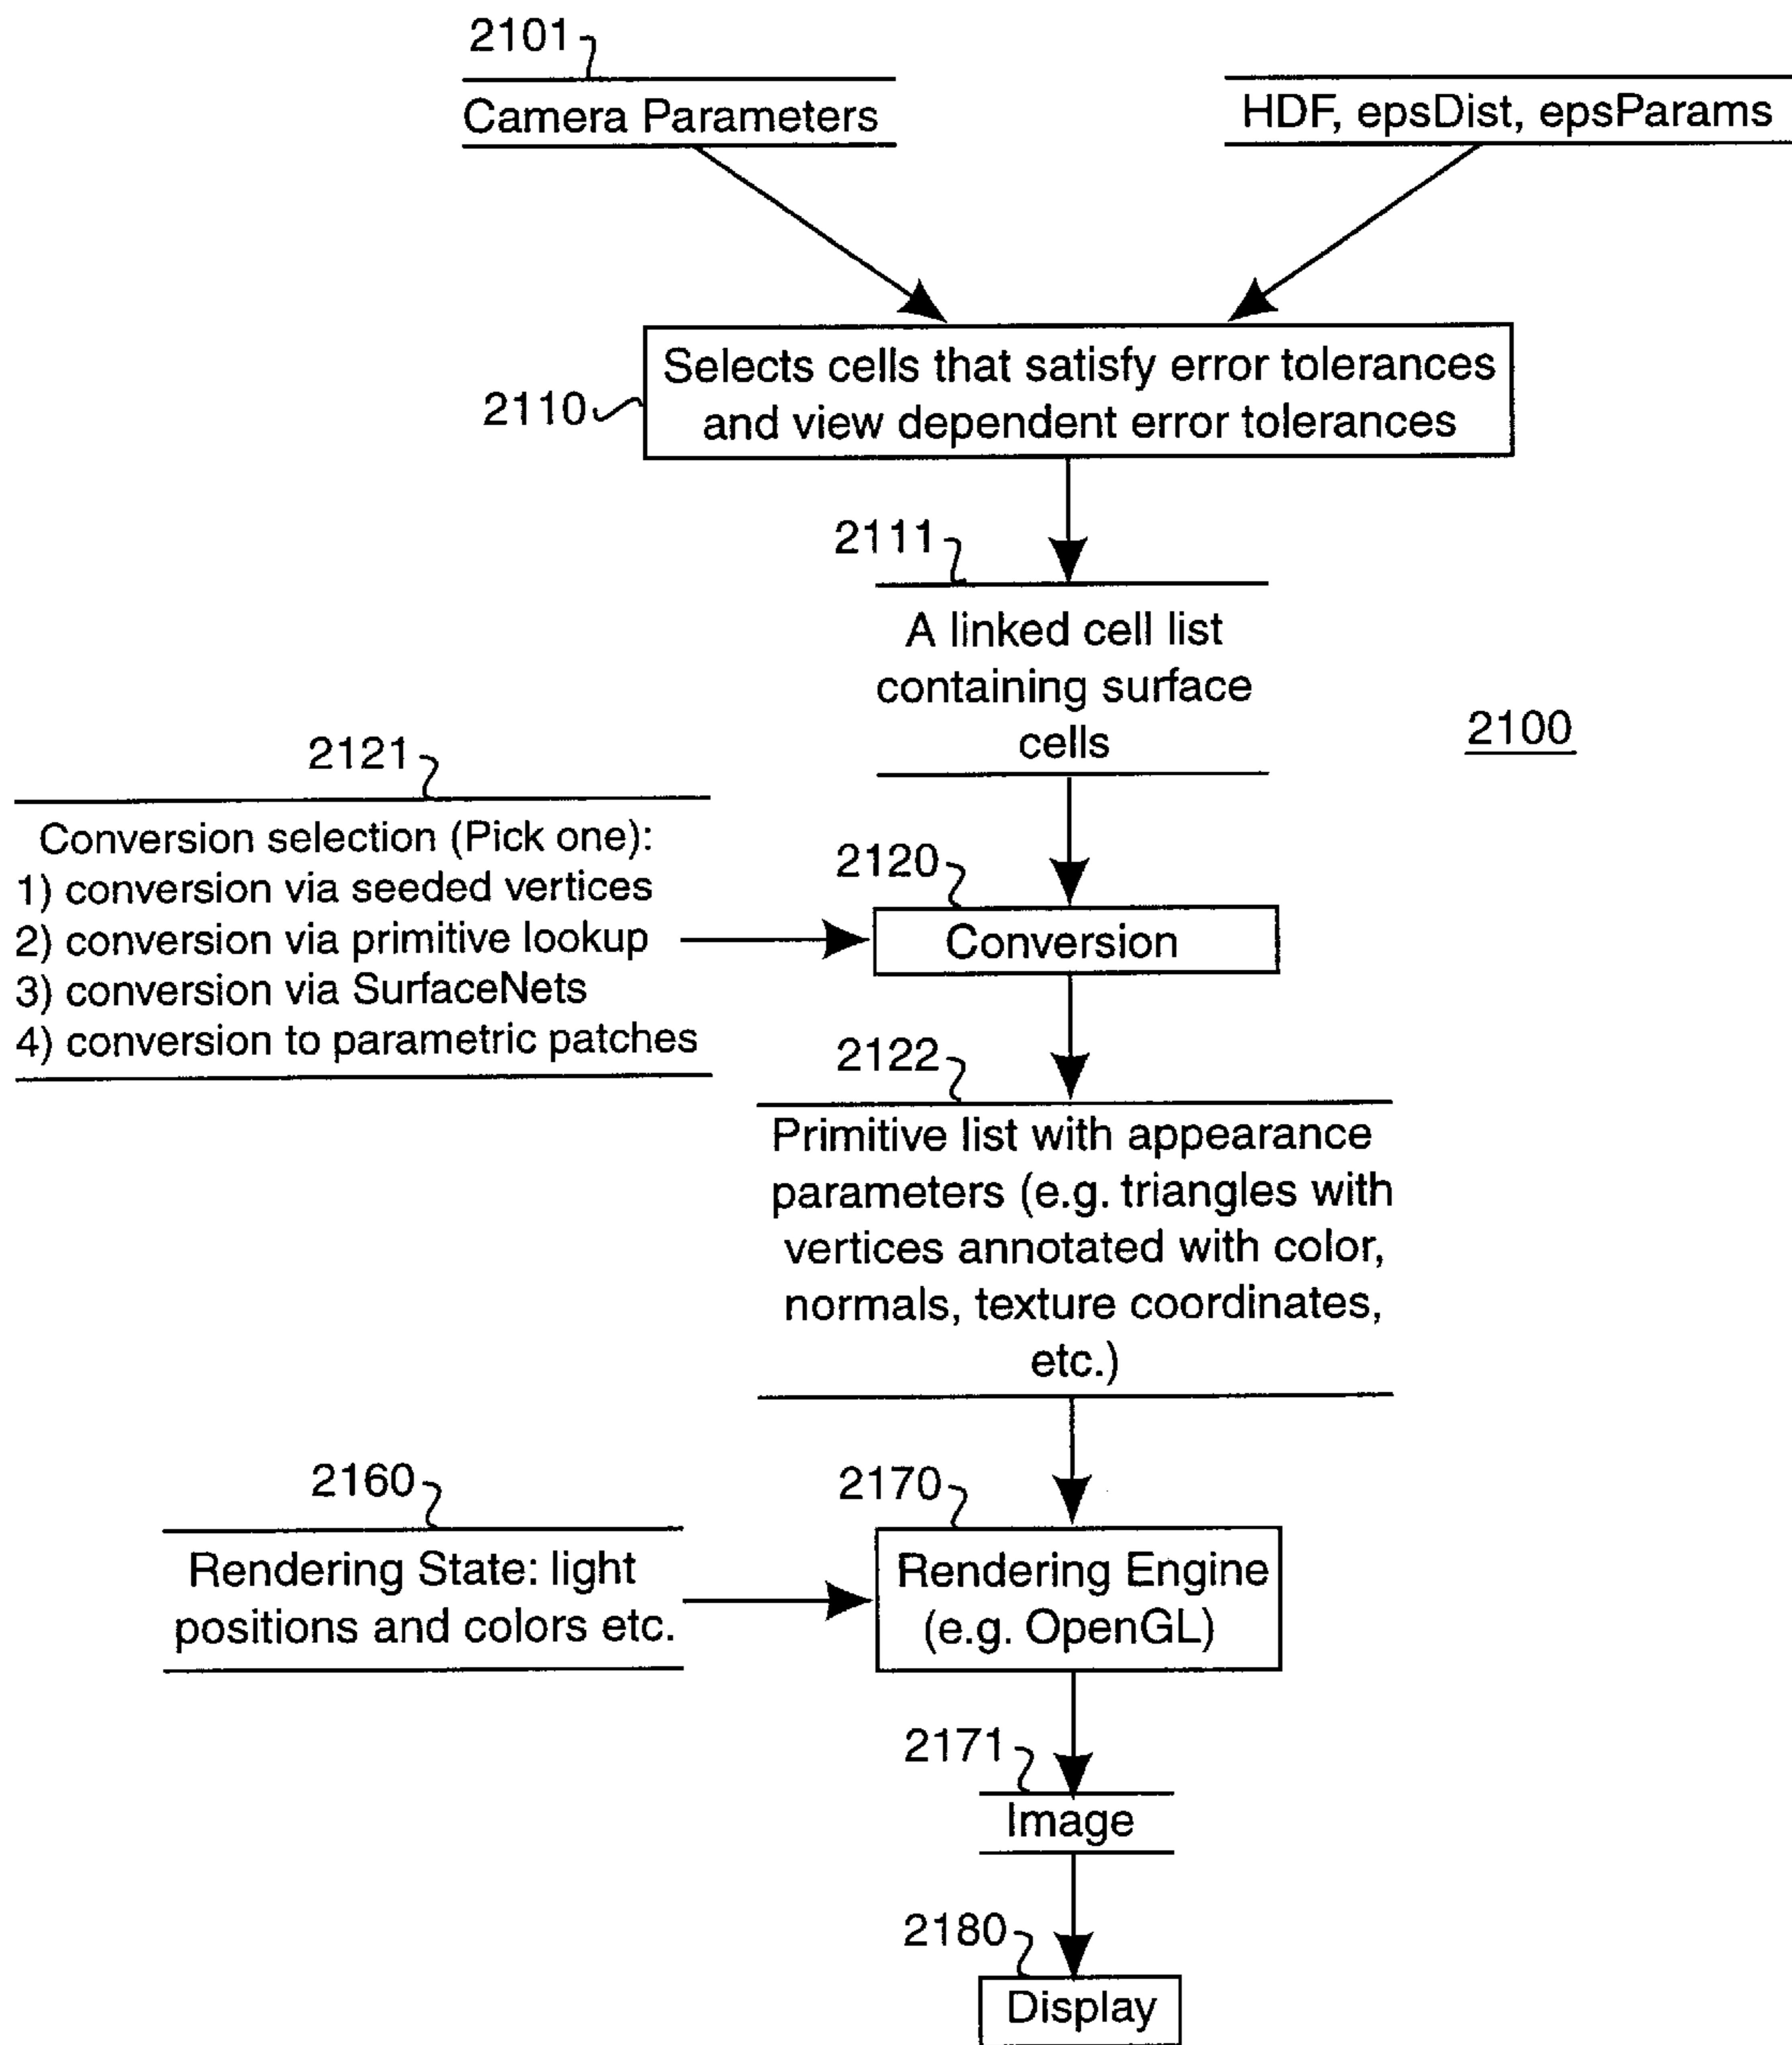 2101
Camera Parameters
HDF, epsDist, epsParams
2110
Selects cells that satisfy error tolerances
and view dependent error tolerances
2111
A linked cell list
containing surface
cells
2100
2121
Conversion selection (Pick one):
1) conversion via seeded vertices
2) conversion via primitive lookup
3) conversion via SurfaceNets
4) conversion to parametric patches
2120
Conversion
2122
Primitive list with appearance
parameters (e.g. triangles with
vertices annotated with color,
normals, texture coordinates,
etc.)
2160
Rendering State: light
positions and colors etc.
2170
Rendering Engine
(e.g. OpenGL)
2171
Image
2180
Display